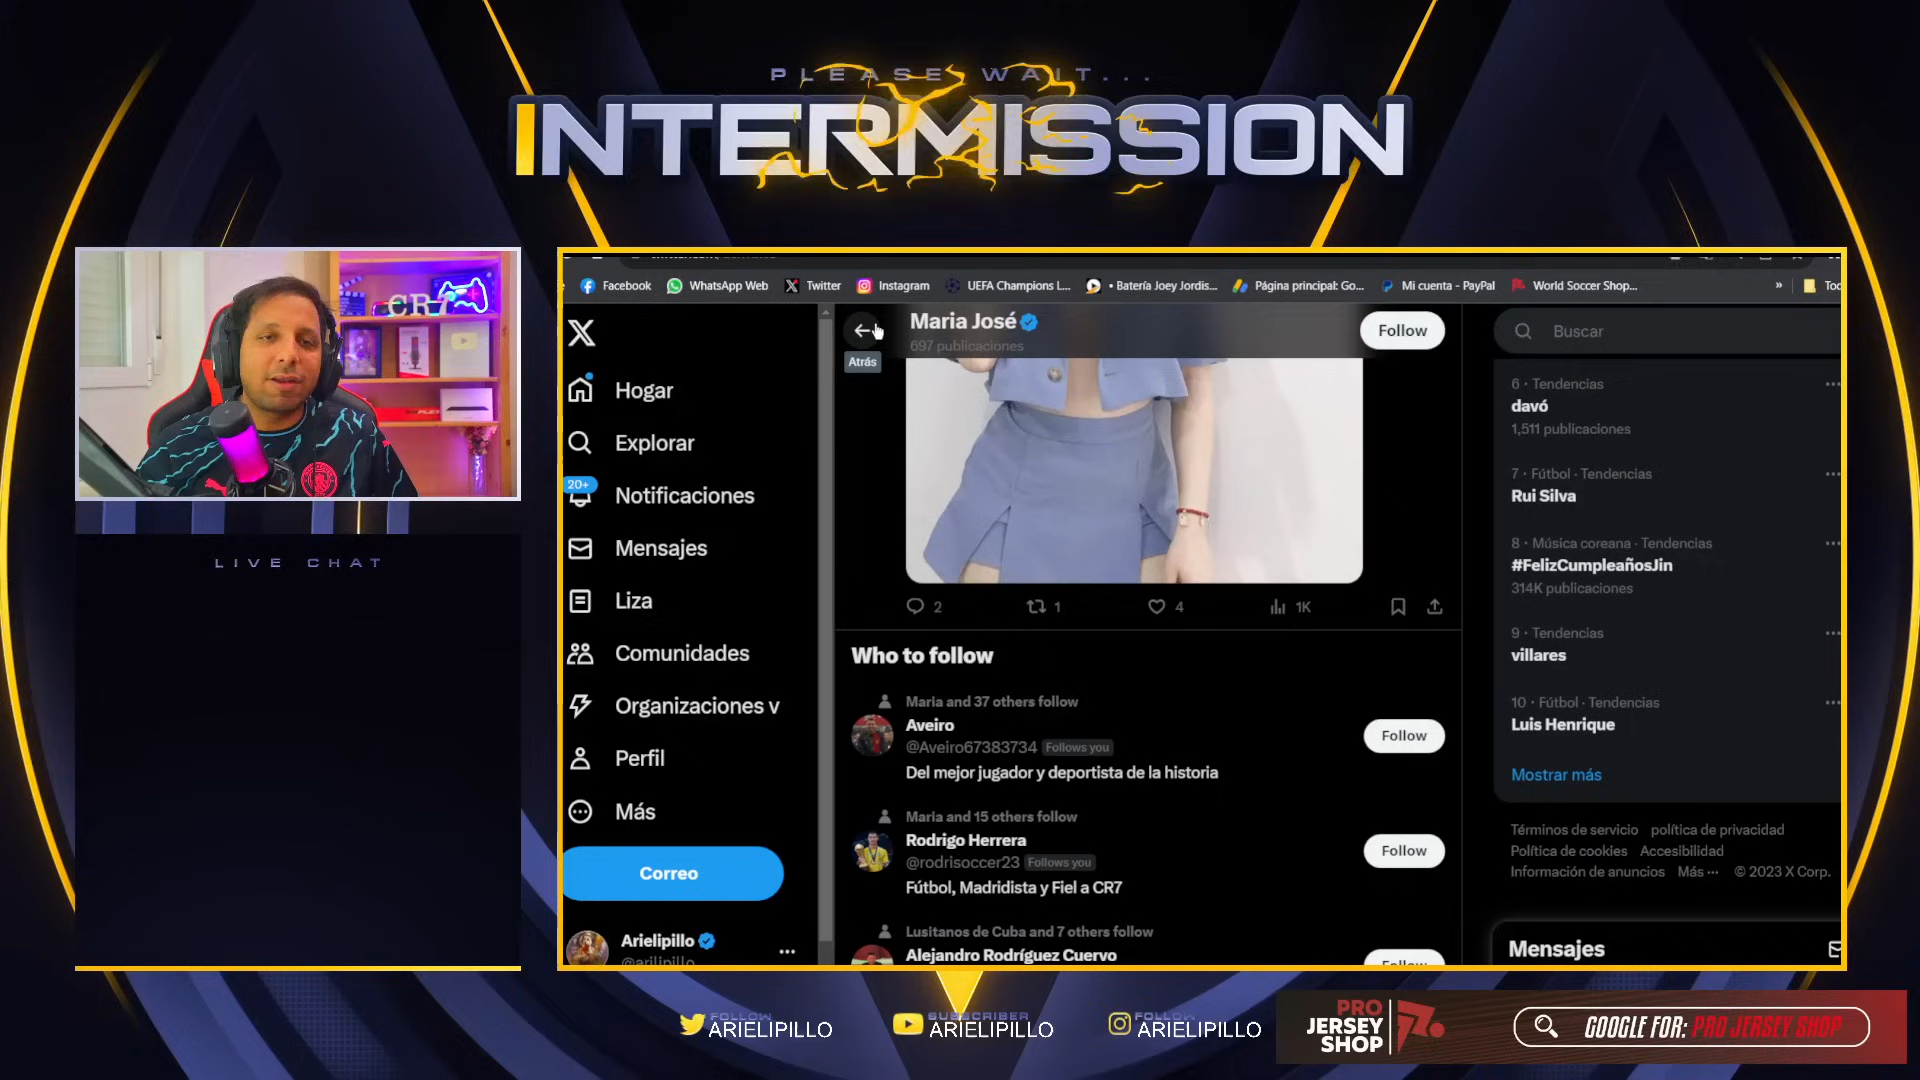 PLEASE WAIT...
INTERMISSION
CR7
LIVE CHAT
Facebook
WhatsApp Web
Twitter
Instagram
UEFA Champions L...
• Batería Joey Jordis...
Página principal: Go...
Mi cuenta - PayPal
World Soccer Shop...
»
Hogar
Explorar
20+
Notificaciones
Mensajes
Liza
Comunidades
Organizaciones v
Perfil
Más
Correo
Arielipillo
@arilipillo
Maria José
697 publicaciones
Follow
Atrás
2
1
4
1K
Who to follow
Maria and 37 others follow
Aveiro
@Aveiro67383734 Follows you
Del mejor jugador y deportista de la historia
Follow
Maria and 15 others follow
Rodrigo Herrera
@rodrisoccer23 Follows you
Fútbol, Madridista y Fiel a CR7
Follow
Lusitanos de Cuba and 7 others follow
Alejandro Rodríguez Cuervo
Follow
Buscar
6 · Tendencias
davó
1,511 publicaciones
7 · Fútbol · Tendencias
Rui Silva
8 · Música coreana · Tendencias
#FelizCumpleañosJin
314K publicaciones
9 · Tendencias
villares
10 · Fútbol · Tendencias
Luis Henrique
Mostrar más
Términos de servicio política de privacidad
Política de cookies Accesibilidad
Información de anuncios Más ··· © 2023 X Corp.
Mensajes
FOLLOW
ARIELIPILLO
SUBSCRIBER
ARIELIPILLO
FOLLOW
ARIELIPILLO
PRO
JERSEY
SHOP
GOOGLE FOR: PRO JERSEY SHOP